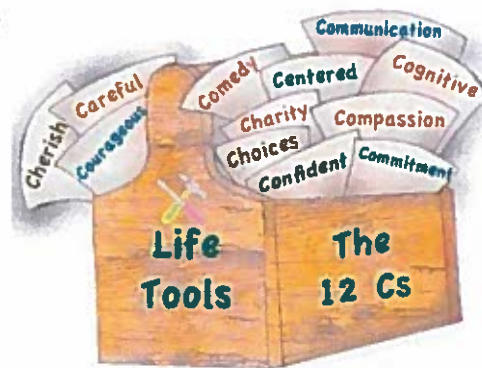 Communication
Careful
Comedy
Centered
Cognitive
Cherish
Courageous
Charity
Compassion
Choices
Confident
Commitment
Life
Tools
The
12 Cs